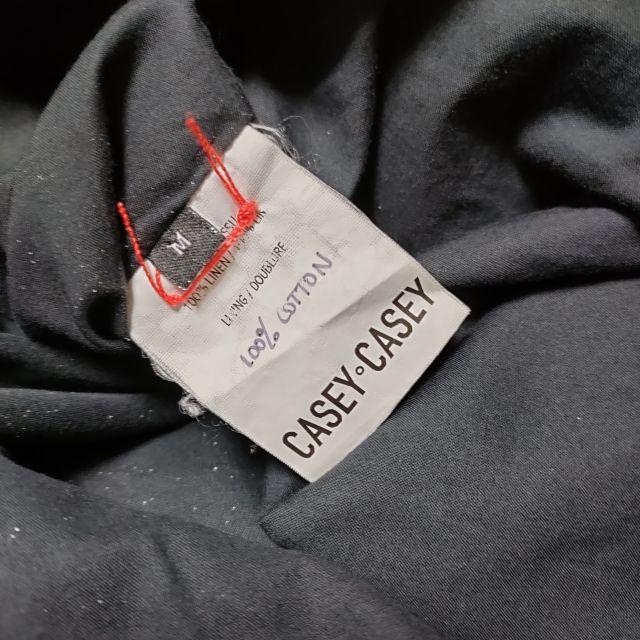 M
100% LINEN /
LINING / DOUBLURE
100% COTTON
CASEY◦CASEY